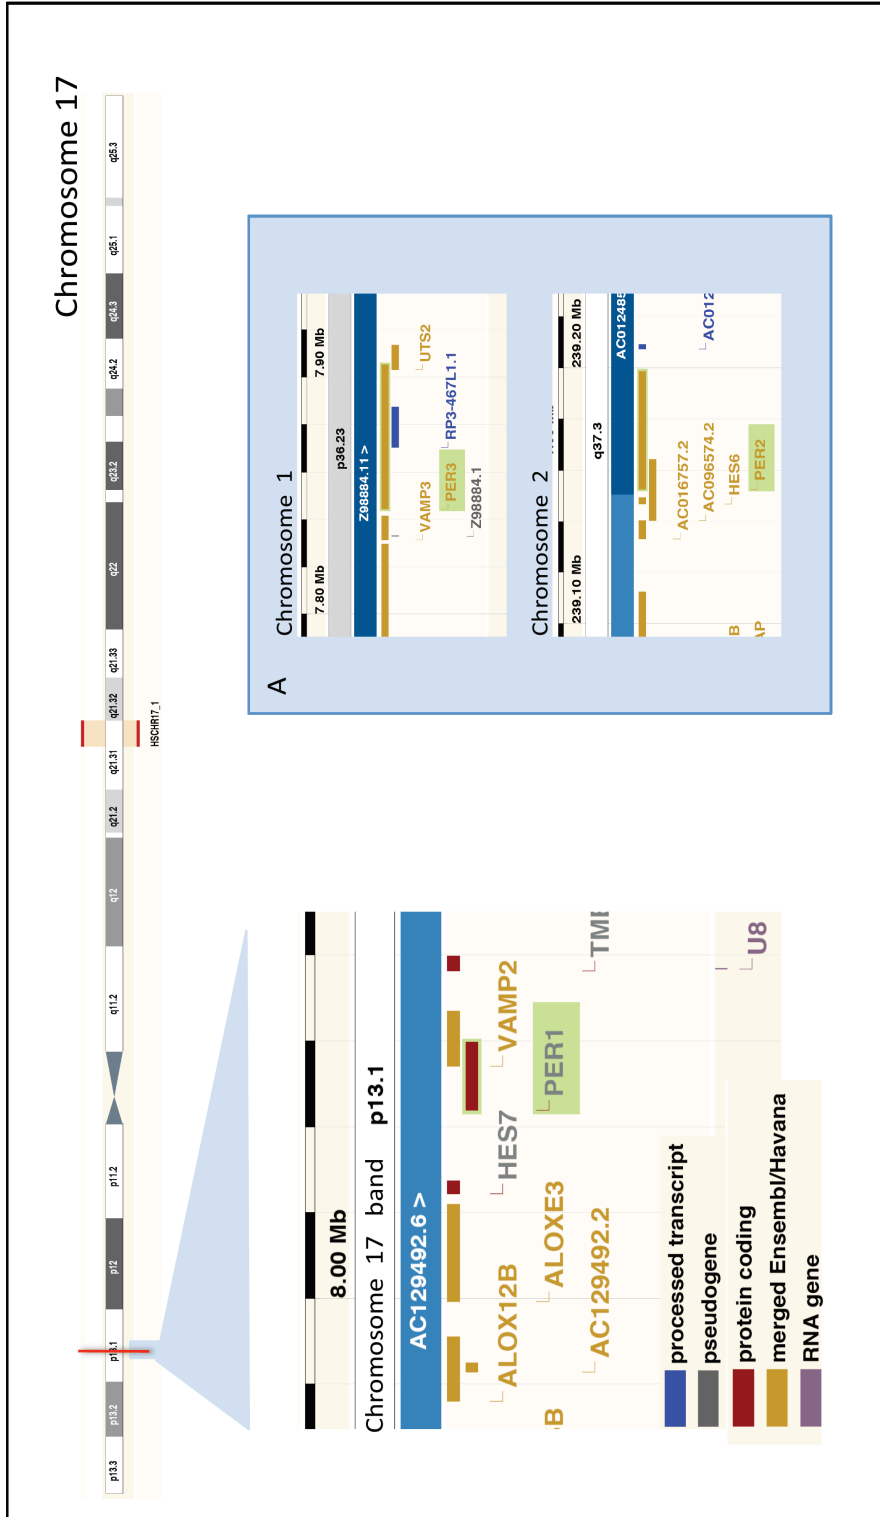 Chromosome 17
p13.3
p13.2
p13.1
p12
p11.2
q11.2
q12
q21.2
q21.31
q21.32
q21.33
q22
q23.2
q24.2
q24.3
q25.1
q25.3
HSCHR17_1
8.00 Mb
Chromosome 17 band p13.1
AC129492.6 >
ALOX12B
HES7
VAMP2
ALOXE3
PER1
AC129492.2
U8
processed transcript
pseudogene
protein coding
merged Ensembl/Havana
RNA gene
A
Chromosome 1
7.80 Mb
7.90 Mb
p36.23
Z98884.11 >
VAMP3
UTS2
PER3
RP3-467L1.1
Z98884.1
Chromosome 2
239.10 Mb
239.20 Mb
q37.3
AC012485
AC016757.2
AC096574.2
AC012
B
HES6
AP
PER2